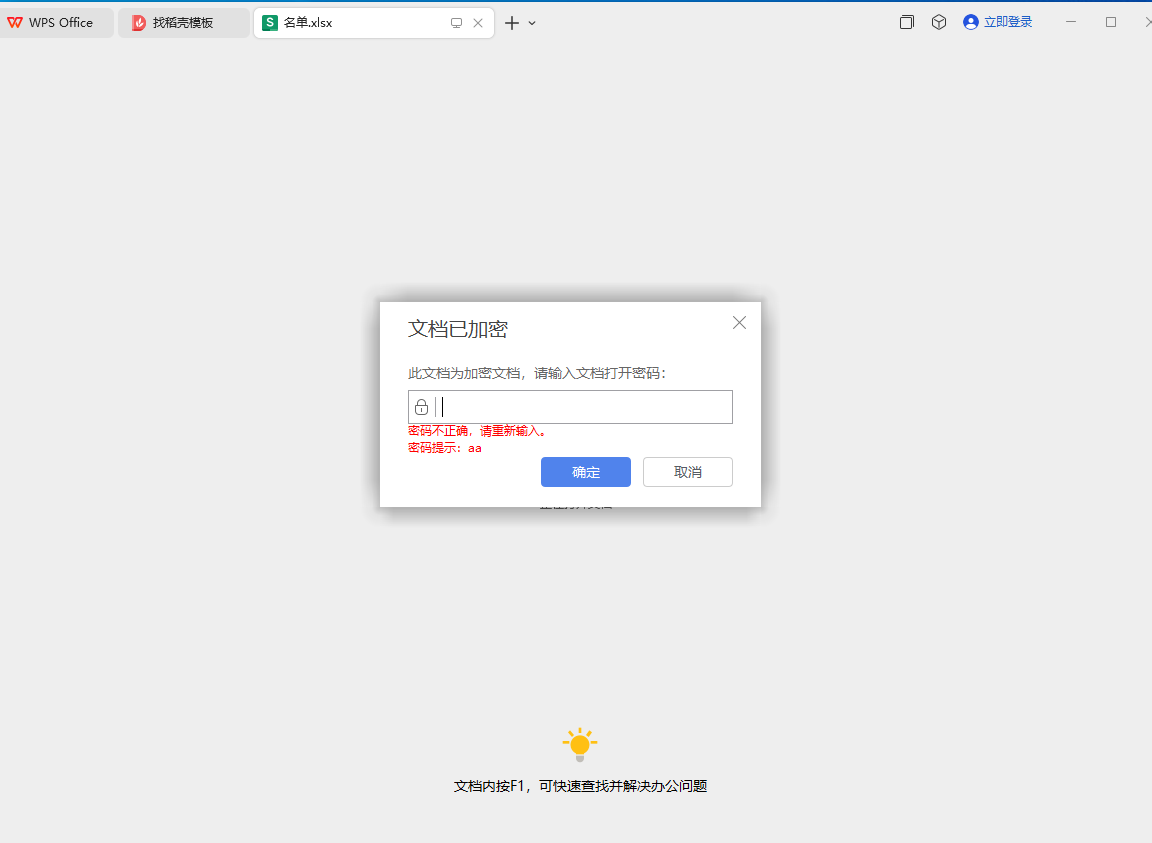 WPS Office
找稻壳模板
S 名单.xlsx
立即登录
文档已加密
此文档为加密文档，请输入文档打开密码：
密码不正确，请重新输入。
密码提示：aa
确定
取消
文档内按F1，可快速查找并解决办公问题